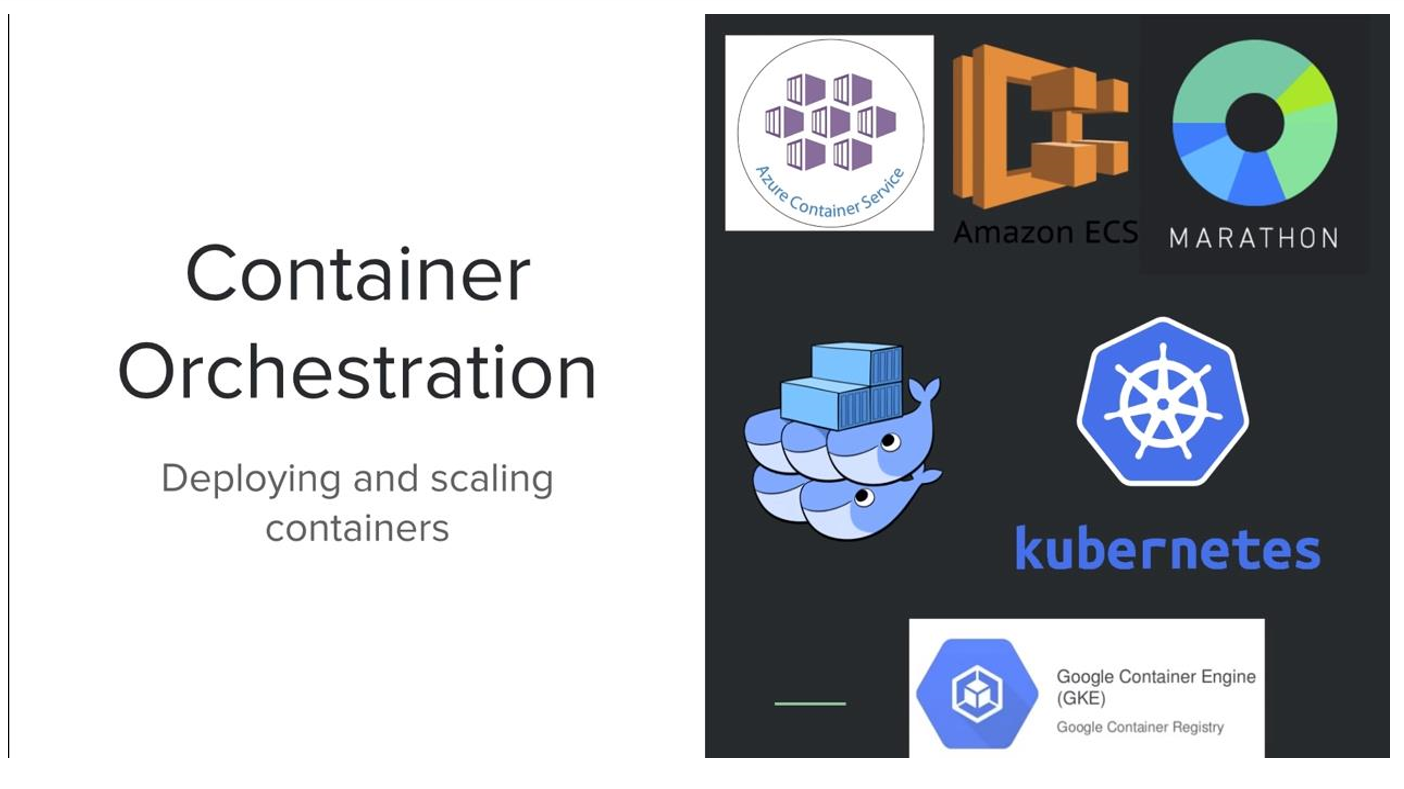 Container
Orchestration
Deploying and scaling
containers
Azure Container Service
Amazon ECS
MARATHON
kubernetes
Google Container Engine
(GKE)
Google Container Registry